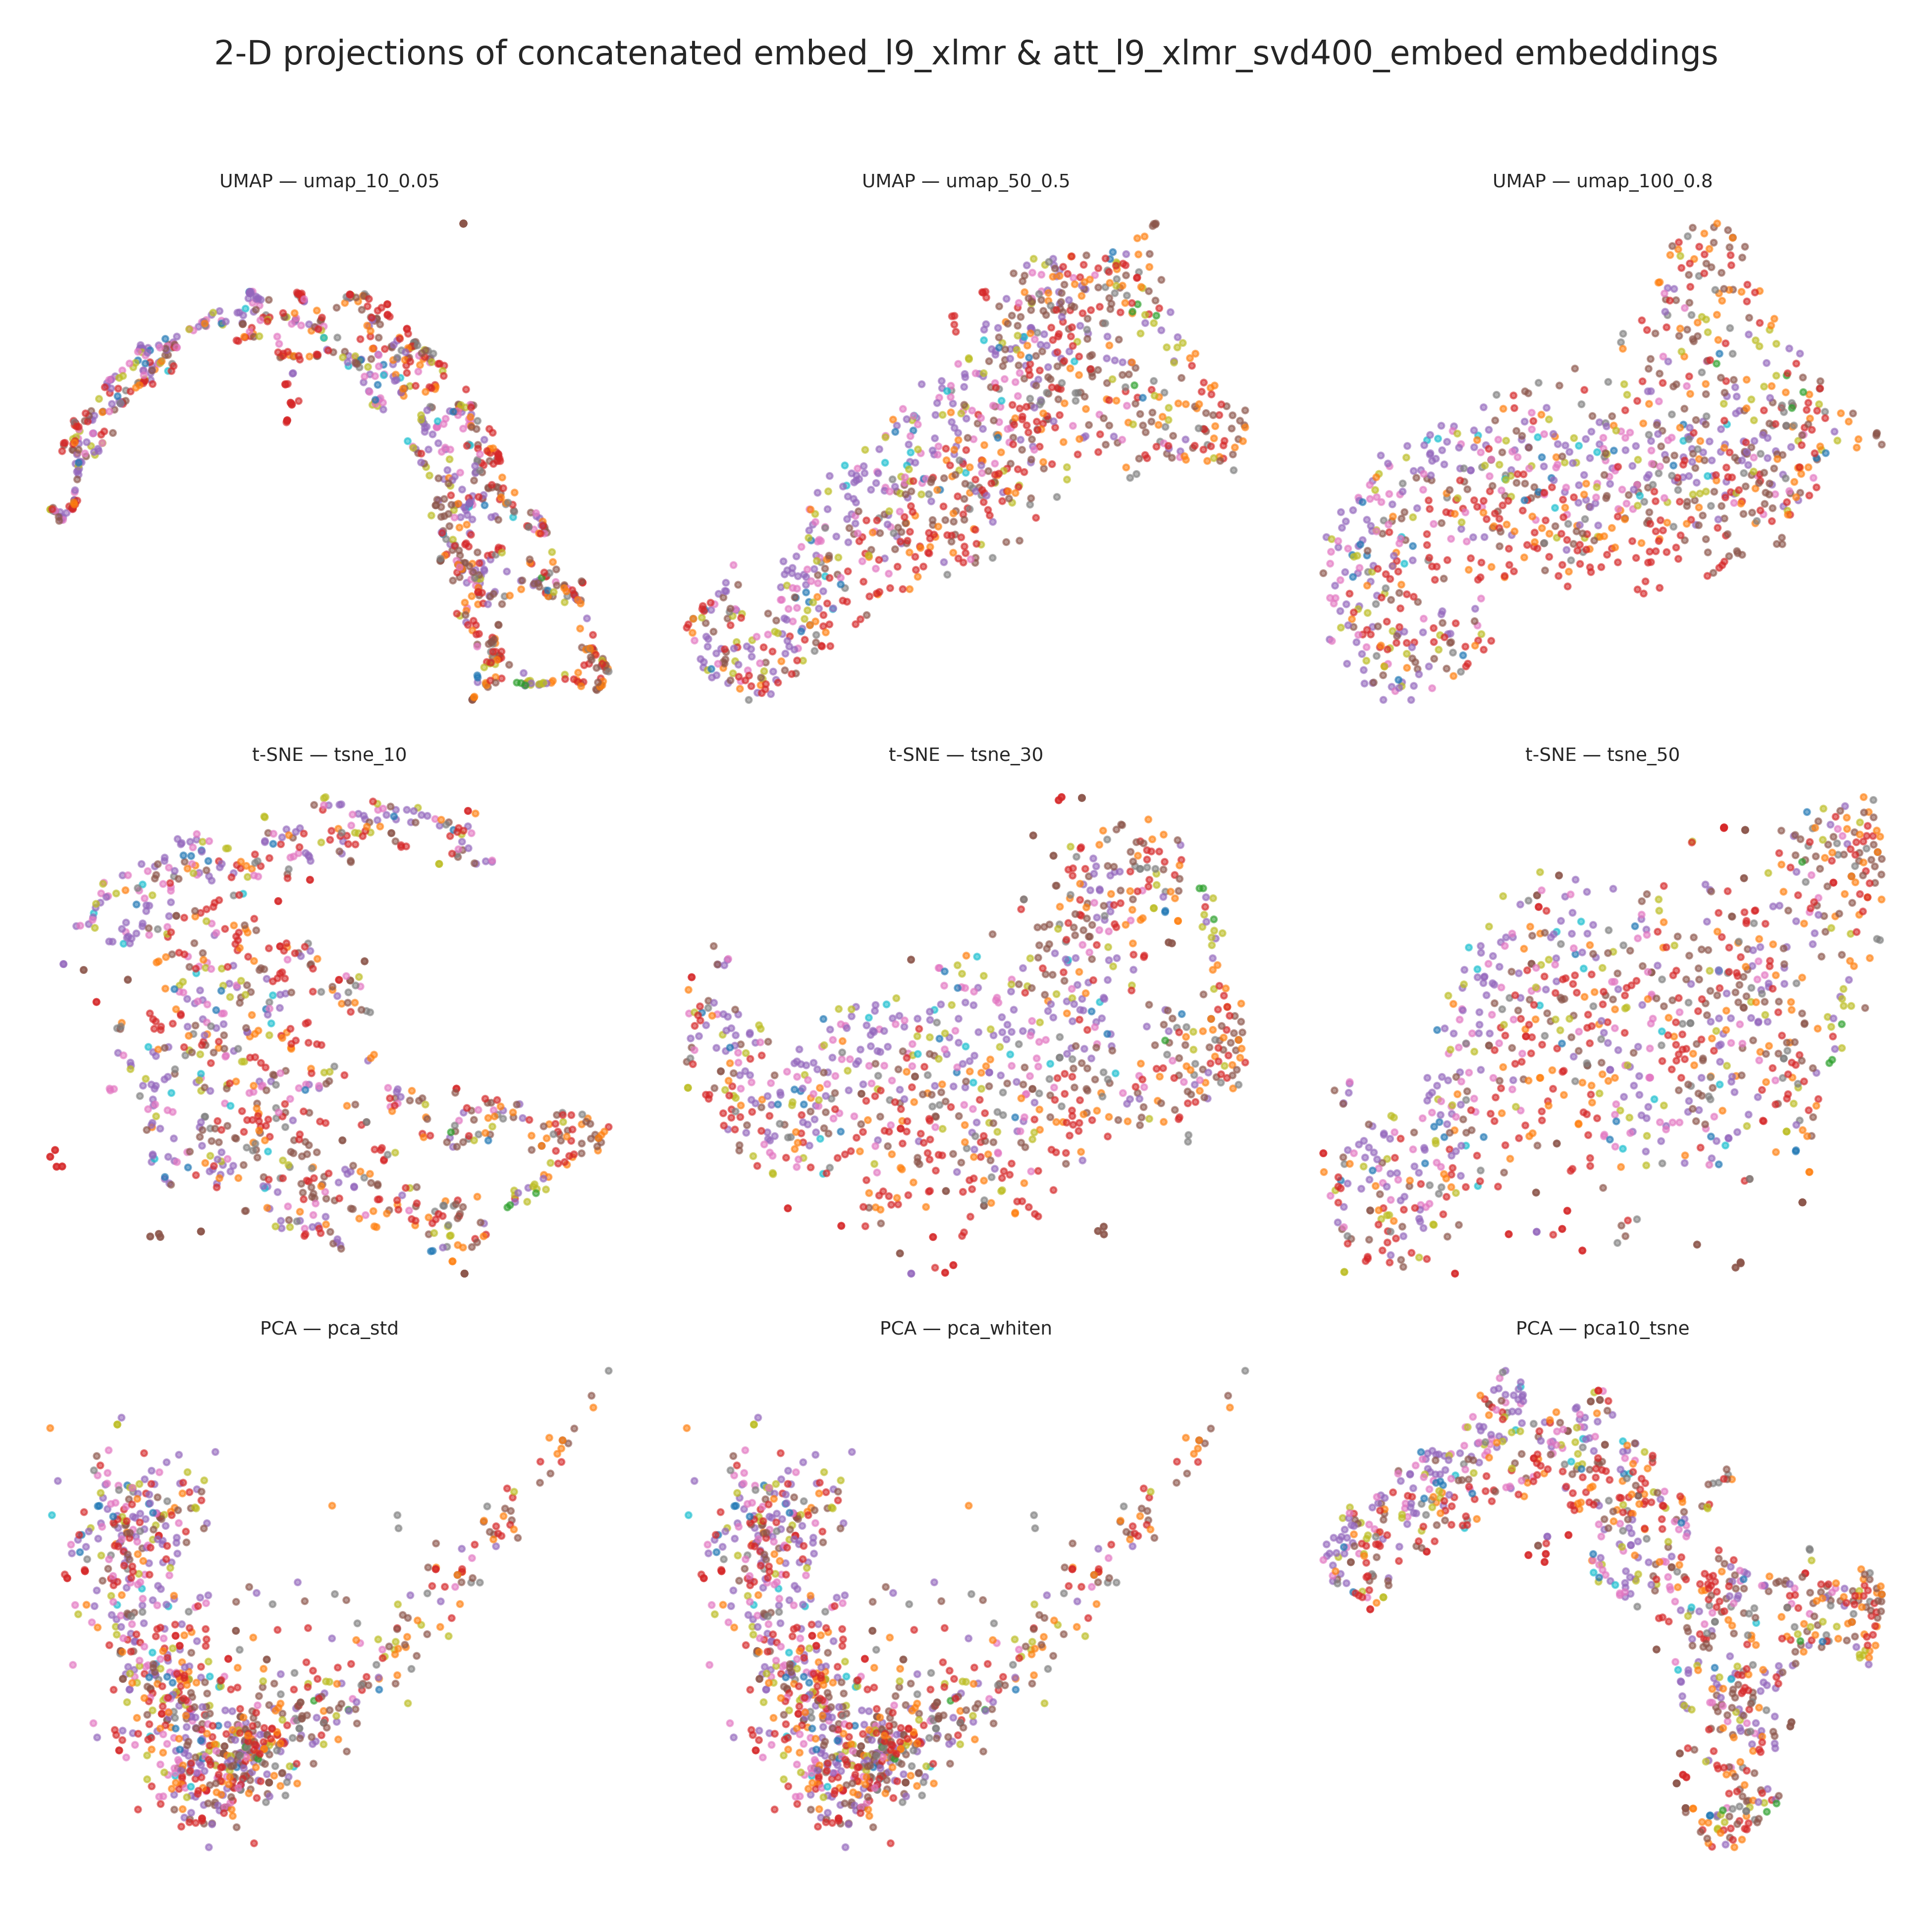 2-D projections of concatenated embed_l9_xlmr & att_l9_xlmr_svd400_embed embeddings
UMAP — umap_10_0.05
UMAP — umap_50_0.5
UMAP — umap_100_0.8
t-SNE — tsne_10
t-SNE — tsne_30
t-SNE — tsne_50
PCA — pca_std
PCA — pca_whiten
PCA — pca10_tsne